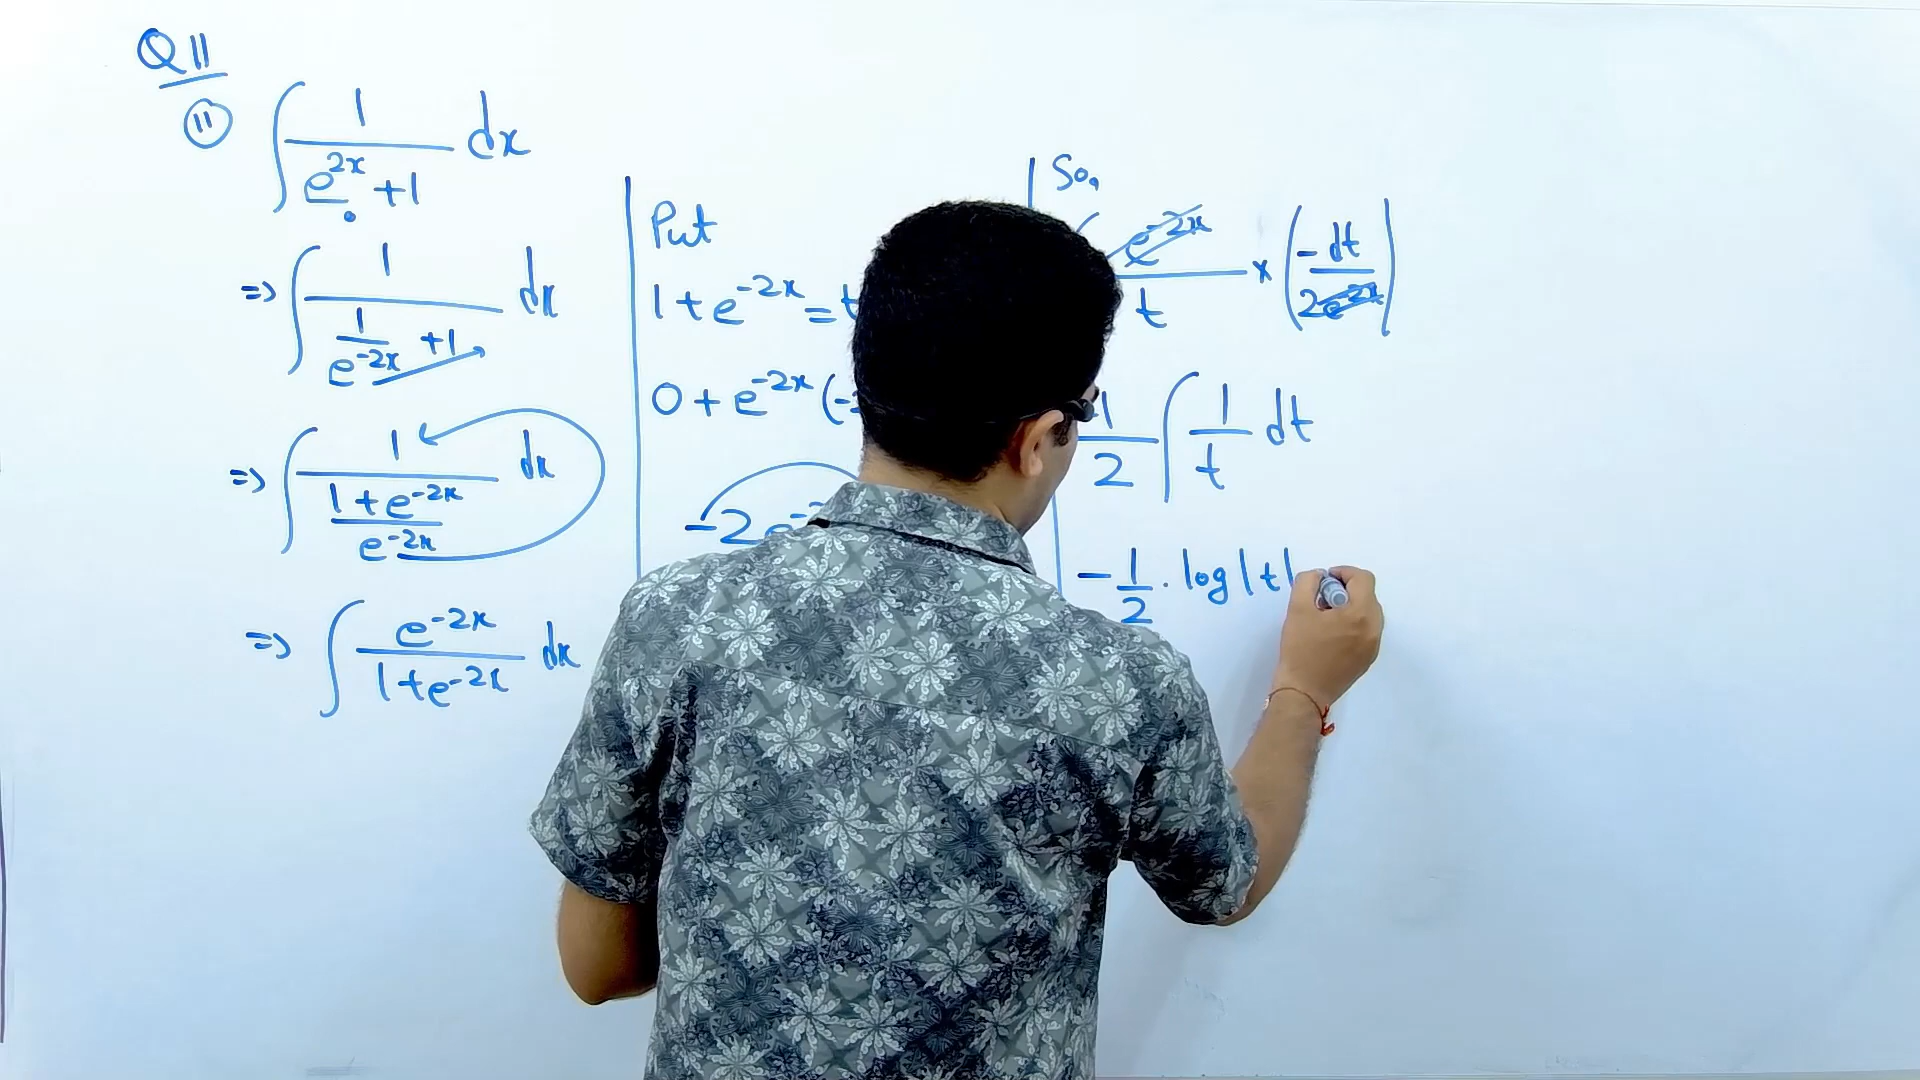 Q11
(11) ∫ 1/(e^{2x} + 1) dx
=> ∫ 1/(1/e^{-2x} + 1) dx
=> ∫ 1/((1 + e^{-2x})/e^{-2x}) dx
=> ∫ e^{-2x}/(1 + e^{-2x}) dx
Put
1 + e^{-2x} = t
0 + e^{-2x} (-
-2e
So,
e^{-2x}/t × (-dt/2e^{-2x})
1/2 ∫ 1/t dt
-1/2 . log|t|